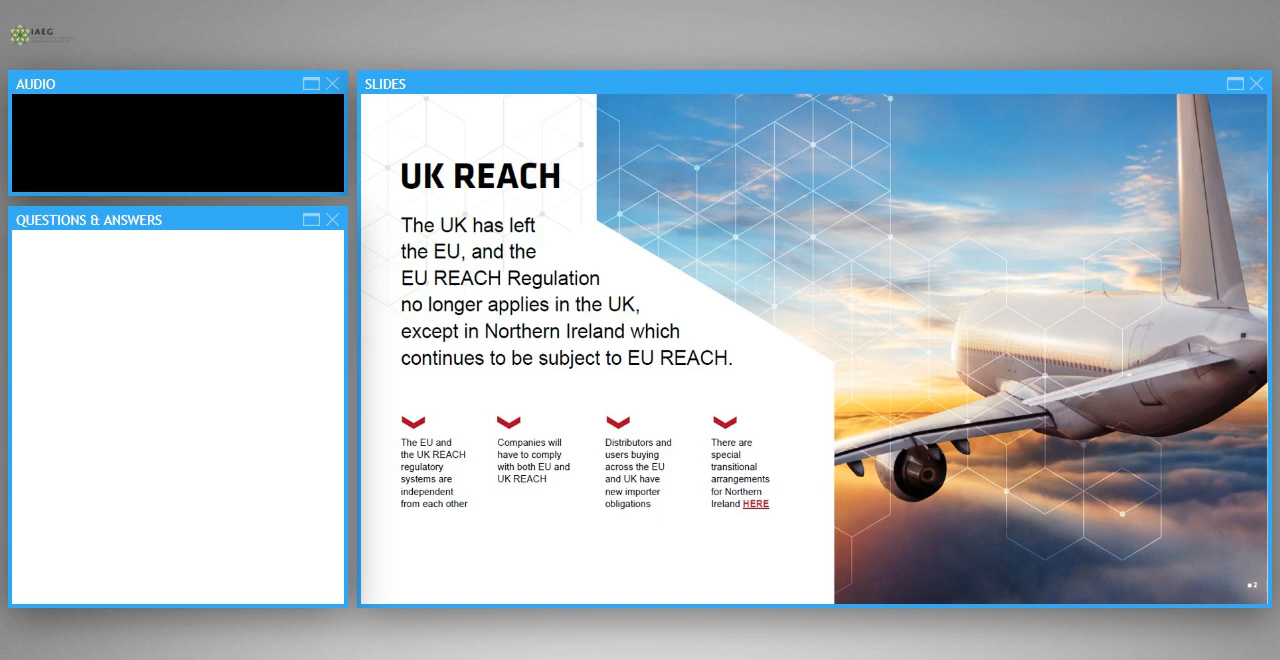 IAEG
AUDIO
QUESTIONS & ANSWERS
SLIDES
UK REACH
The UK has left
the EU, and the
EU REACH Regulation
no longer applies in the UK,
except in Northern Ireland which
continues to be subject to EU REACH.
The EU and
the UK REACH
regulatory
systems are
independent
from each other
Companies will
have to comply
with both EU and
UK REACH
Distributors and
users buying
across the EU
and UK have
new importer
obligations
There are
special
transitional
arrangements
for Northern
Ireland HERE
2